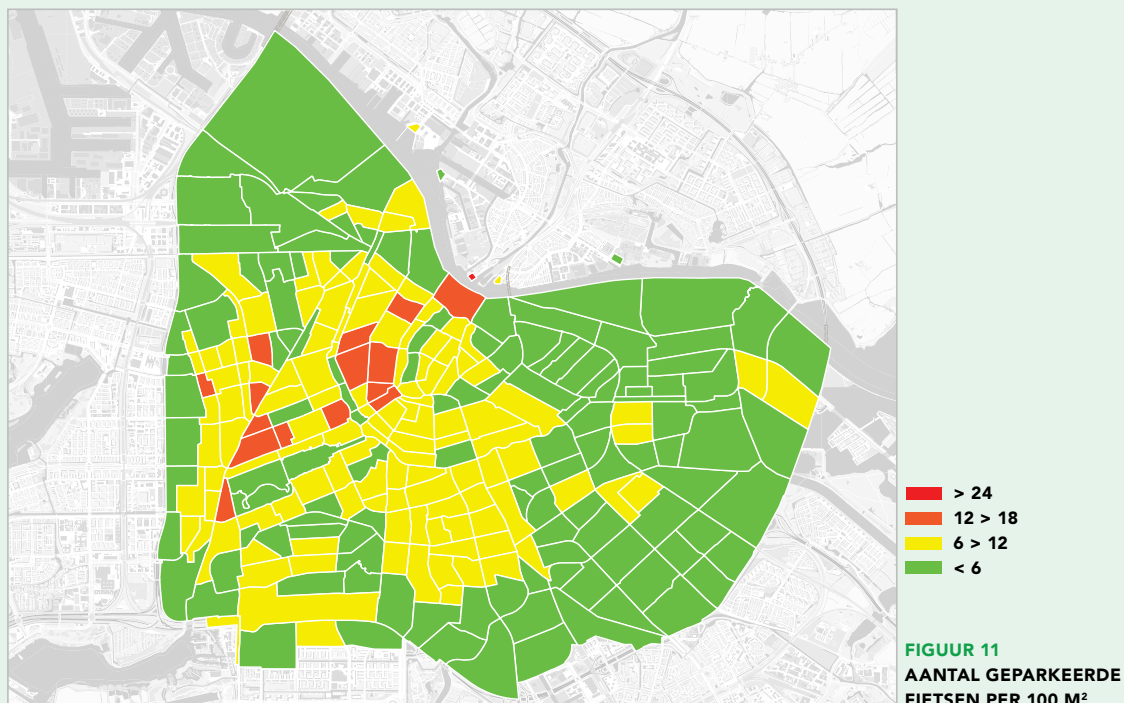 > 24
12 > 18
6 > 12
< 6
FIGUUR 11
AANTAL GEPARKEERDE
FIETSEN PER 100 M²